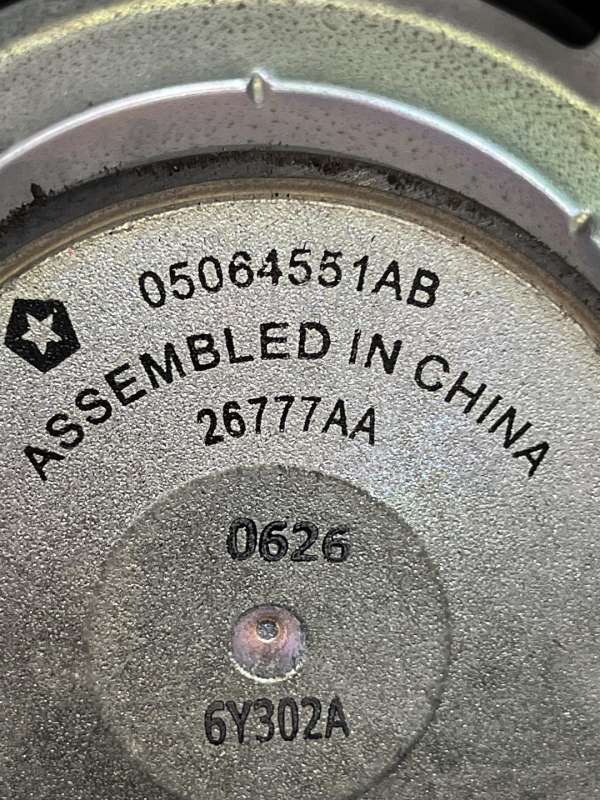 05064551AB
ASSEMBLED IN CHINA
26777AA
0626
6Y302A